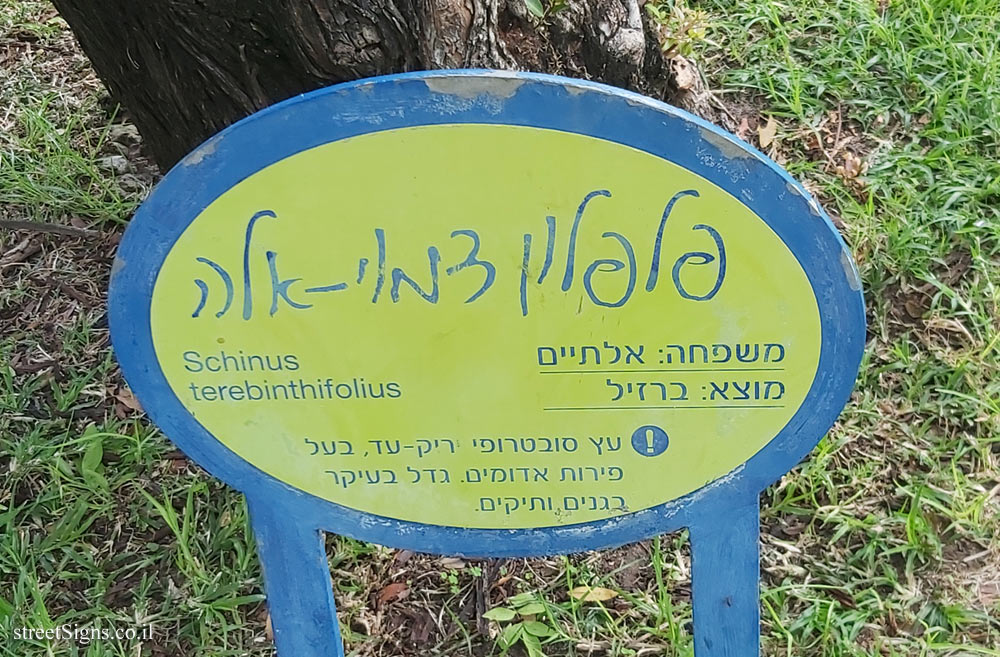 פלפלון דמוי-אלה
משפחה: אלתיים
מוצא: ברזיל
Schinus
terebinthifolius
עץ סובטרופי ירוק-עד, בעל
פירות אדומים. גדל בעיקר
בגנים ותיקים.
streetSigns.co.il